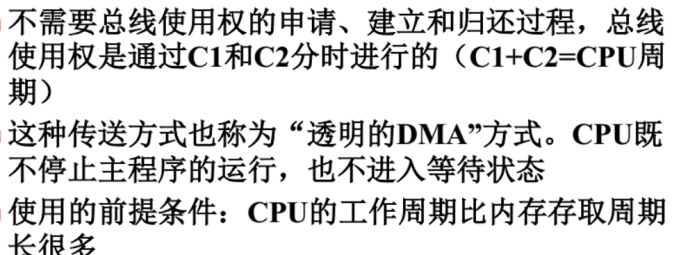 不需要总线使用权的申请、建立和归还过程，总线
使用权是通过C1和C2分时进行的（C1+C2=CPU周
期）
这种传送方式也称为“透明的DMA”方式。CPU既
不停止主程序的运行，也不进入等待状态
使用的前提条件：CPU的工作周期比内存存取周期
长很多